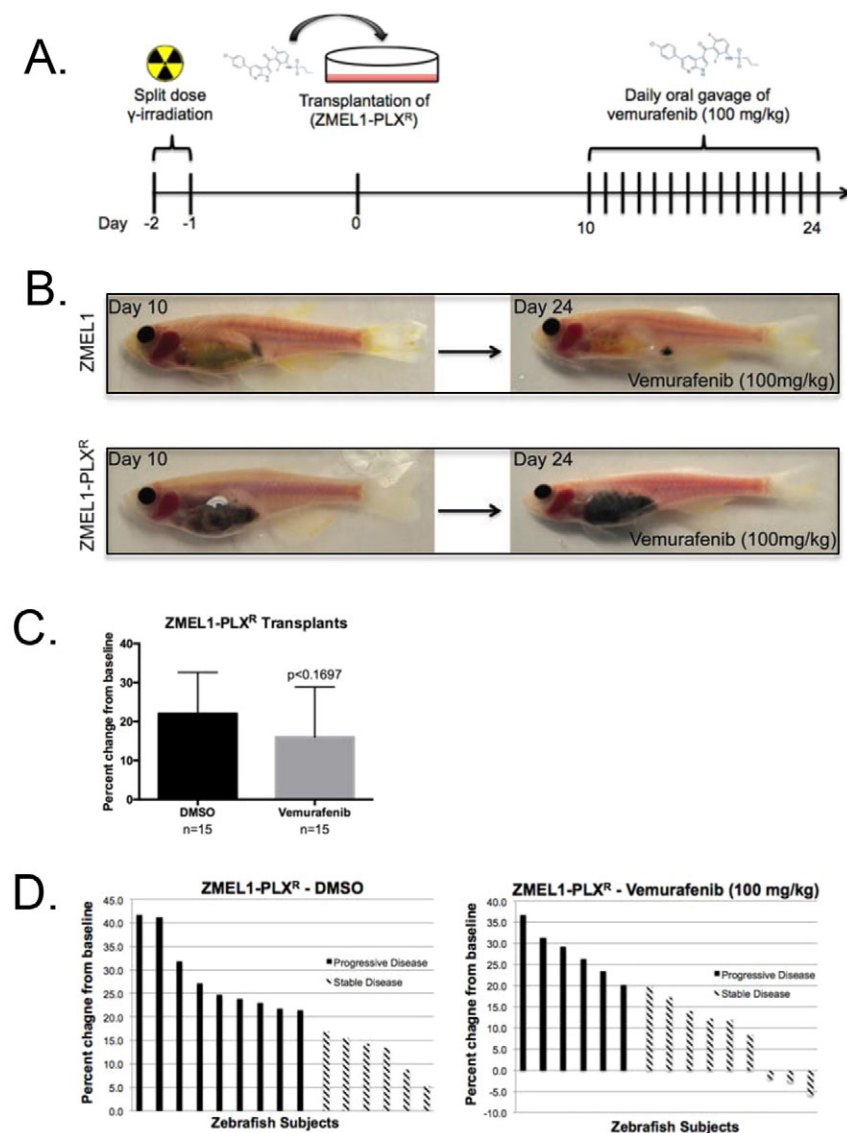 A.
Split dose
γ-irradiation
Transplantation of
(ZMEL1-PLXᴿ)
Daily oral gavage of
vemurafenib (100 mg/kg)
Day
-2
-1
0
10
24
B.
ZMEL1
Day 10
Day 24
Vemurafenib (100mg/kg)
ZMEL1-PLXᴿ
Day 10
Day 24
Vemurafenib (100mg/kg)
C.
ZMEL1-PLXᴿ Transplants
Percent change from baseline
40
30
20
10
0
p<0.1697
DMSO
n=15
Vemurafenib
n=15
D.
ZMEL1-PLXᴿ - DMSO
Percent chagne from baseline
45.0
40.0
35.0
30.0
25.0
20.0
15.0
10.0
5.0
0.0
Progressive Disease
Stable Disease
Zebrafish Subjects
ZMEL1-PLXᴿ - Vemurafenib (100 mg/kg)
Percent chagne from baseline
40.0
35.0
30.0
25.0
20.0
15.0
10.0
5.0
0.0
-5.0
-10.0
Progressive Disease
Stable Disease
Zebrafish Subjects